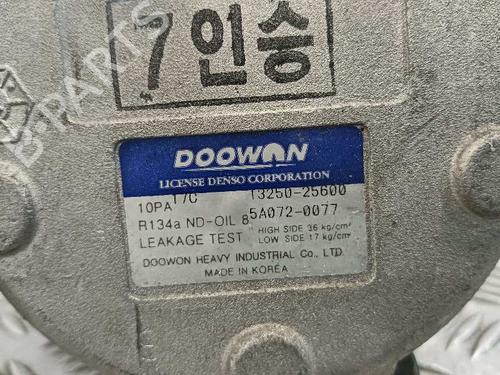 7 인승
DOOWON
LICENSE DENSO CORPORATION
10PA17C 13250-25600
R134a ND-OIL 8 5A072-0077
LEAKAGE TEST HIGH SIDE 36 kg/cm² LOW SIDE 17 kg/cm²
DOOWON HEAVY INDUSTRIAL Co., LTD.
MADE IN KOREA